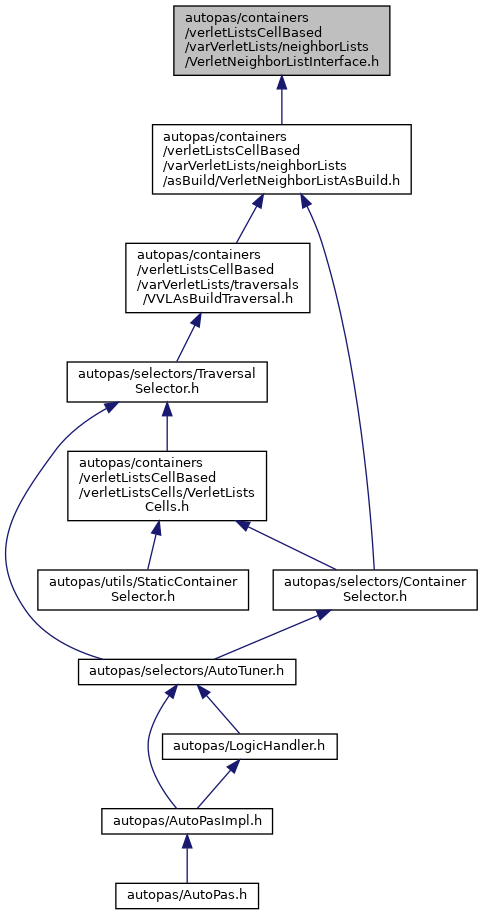 autopas/containers
/verletListsCellBased
/varVerletLists/neighborLists
/VerletNeighborListInterface.h
autopas/containers
/verletListsCellBased
/varVerletLists/neighborLists
/asBuild/VerletNeighborListAsBuild.h
autopas/containers
/verletListsCellBased
/varVerletLists/traversals
/VVLAsBuildTraversal.h
autopas/selectors/Traversal
Selector.h
autopas/containers
/verletListsCellBased
/verletListsCells/VerletLists
Cells.h
autopas/utils/StaticContainer
Selector.h
autopas/selectors/Container
Selector.h
autopas/selectors/AutoTuner.h
autopas/LogicHandler.h
autopas/AutoPasImpl.h
autopas/AutoPas.h